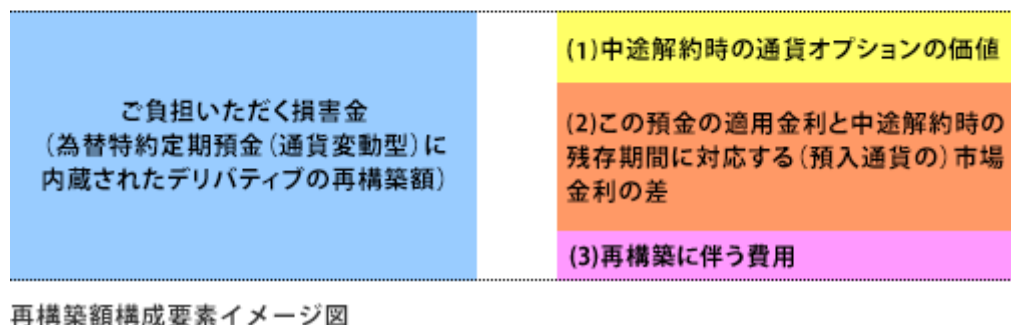 ご負担いただく損害金
（為替特約定期預金（通貨変動型）に
内蔵されたデリバティブの再構築額）
(1)中途解約時の通貨オプションの価値
(2)この預金の適用金利と中途解約時の
残存期間に対応する（預入通貨の）市場
金利の差
(3)再構築に伴う費用
再構築額構成要素イメージ図